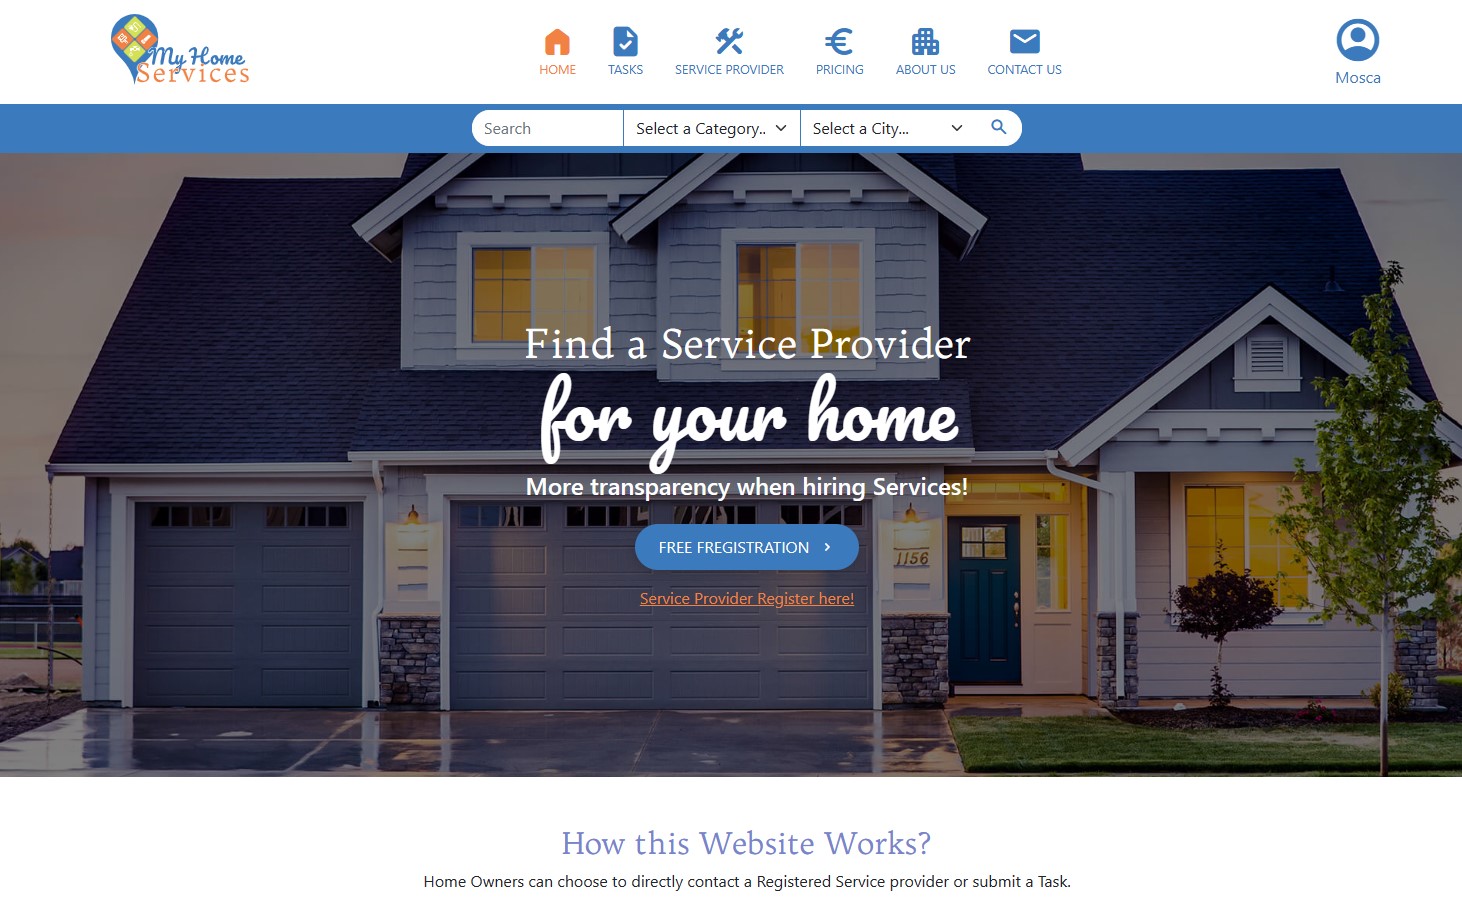 My Home
Services
HOME
TASKS
SERVICE PROVIDER
PRICING
ABOUT US
CONTACT US
Mosca
Search
Select a Category..
Select a City...
Find a Service Provider
for your home
More transparency when hiring Services!
FREE FREGISTRATION
1156
Service Provider Register here!
How this Website Works?
Home Owners can choose to directly contact a Registered Service provider or submit a Task.